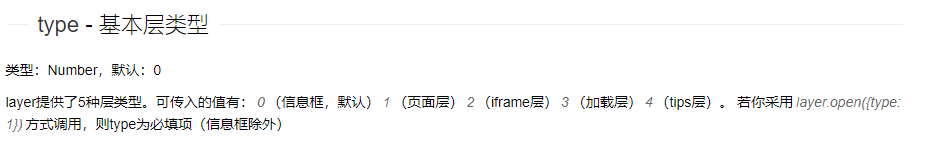 type - 基本层类型
类型：Number，默认：0
layer提供了5种层类型。可传入的值有： 0（信息框，默认）1（页面层）2（iframe层）3（加载层）4（tips层）。 若你采用 layer.open({type:
1}) 方式调用，则type为必填项（信息框除外）